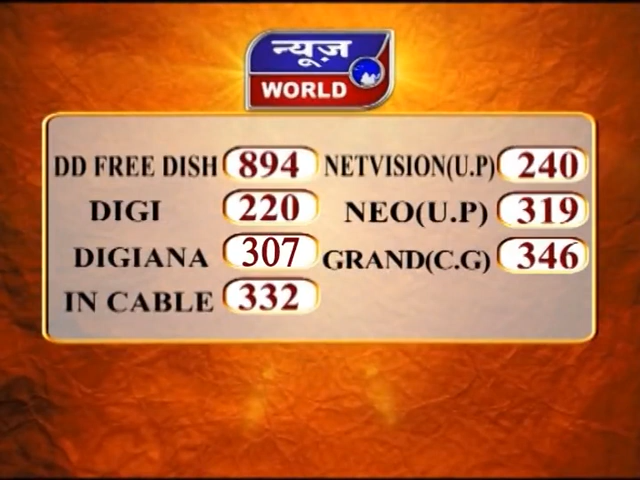 न्यूज़
WORLD
DD FREE DISH 894 NETVISION(U.P) 240
DIGI 220 NEO(U.P) 319
DIGIANA 307 GRAND(C.G) 346
IN CABLE 332